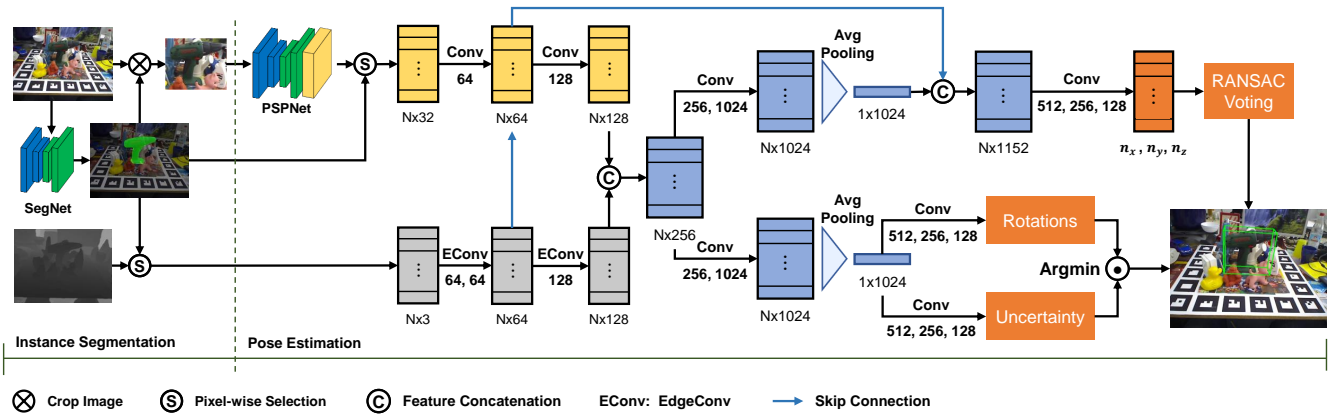 SegNet
PSPNet
S
S
Nx32
Conv
64
Nx64
Conv
128
Nx128
Nx3
EConv
64, 64
Nx64
EConv
128
Nx128
C
Nx256
Conv
256, 1024
Nx1024
Avg
Pooling
1x1024
C
Nx1152
Conv
512, 256, 128
nₓ , nᵧ, n_z
RANSAC
Voting
Conv
256, 1024
Nx1024
Avg
Pooling
1x1024
Conv
512, 256, 128
Rotations
Conv
512, 256, 128
Uncertainty
Argmin
Instance Segmentation
Pose Estimation
Crop Image
S Pixel-wise Selection
C Feature Concatenation
EConv: EdgeConv
Skip Connection